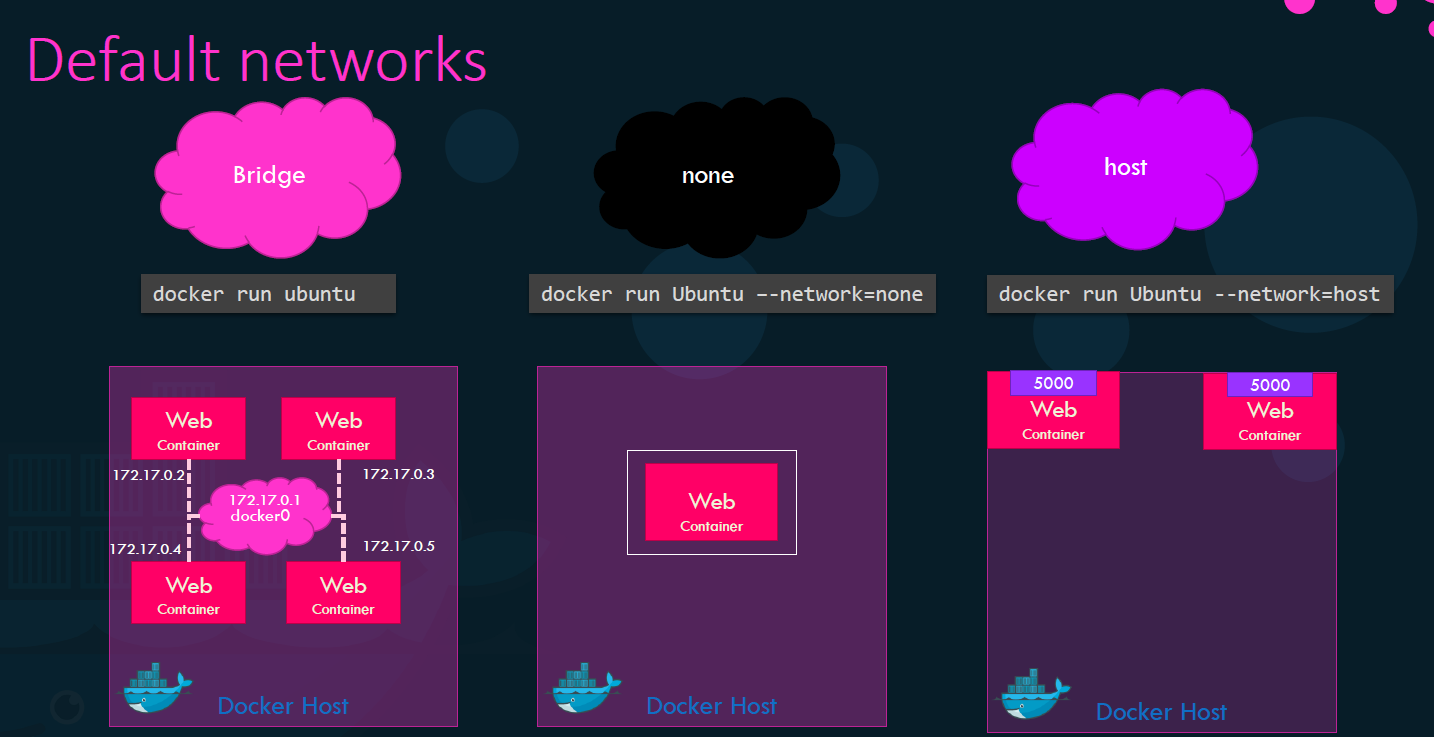 Default networks
Bridge
none
host
docker run ubuntu
docker run Ubuntu –-network=none
docker run Ubuntu --network=host
Web
Container
Web
Container
172.17.0.2
172.17.0.3
172.17.0.1
docker0
172.17.0.4
172.17.0.5
Web
Container
Web
Container
Docker Host
Web
Container
Docker Host
5000
Web
Container
5000
Web
Container
Docker Host